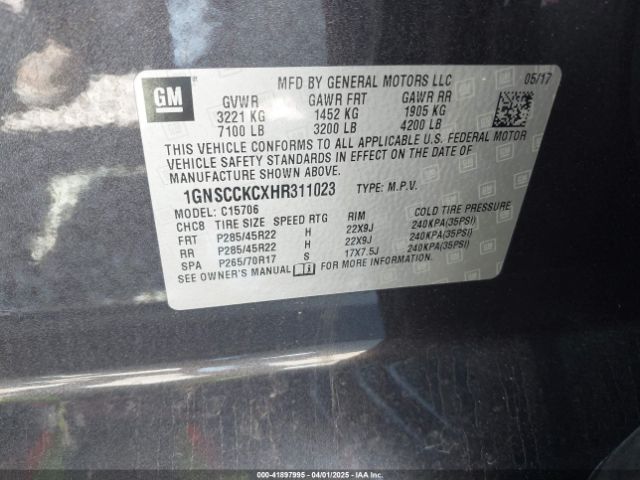 GM
MFD BY GENERAL MOTORS LLC 05/17
GVWR GAWR FRT GAWR RR
3221 KG 1452 KG 1905 KG
7100 LB 3200 LB 4200 LB
THIS VEHICLE CONFORMS TO ALL APPLICABLE U.S. FEDERAL MOTOR
VEHICLE SAFETY STANDARDS IN EFFECT ON THE DATE OF
MANUFACTURE SHOWN ABOVE.
1GNSCCKCXHR311023 TYPE: M.P.V.
MODEL: C15706
CHCB TIRE SIZE SPEED RTG RIM COLD TIRE PRESSURE
FRT P285/45R22 H 22X9J 240KPA(35PSI)
RR P285/45R22 H 22X9J 240KPA(35PSI)
SPA P265/70R17 S 17X7.5J 240KPA(35PSI)
SEE OWNER'S MANUAL FOR MORE INFORMATION.
00-41897995 04/01/2025 COPYRIGHT IAA